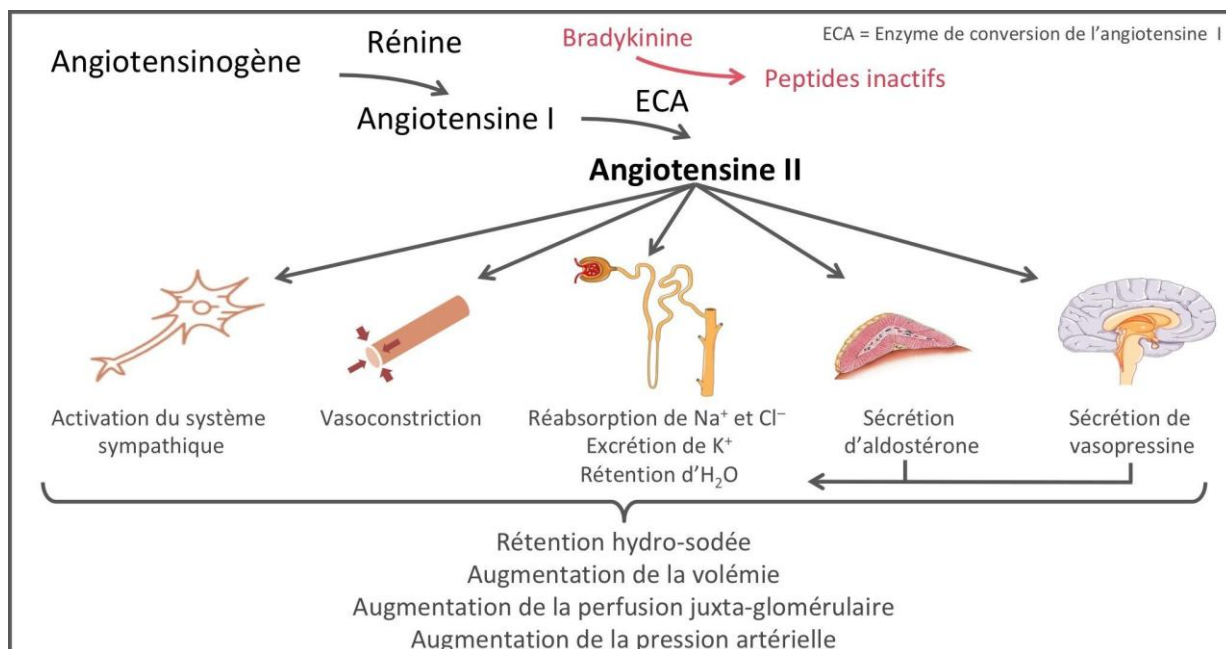 ECA = Enzyme de conversion de l'angiotensine I
Rénine
Bradykinine
Angiotensinogène
Peptides inactifs
ECA
Angiotensine I
Angiotensine II
Activation du système
sympathique
Vasoconstriction
Réabsorption de Na⁺ et Cl⁻
Excrétion de K⁺
Rétention d'H₂O
Sécrétion
d'aldostérone
Sécrétion de
vasopressine
Rétention hydro-sodée
Augmentation de la volémie
Augmentation de la perfusion juxta-glomérulaire
Augmentation de la pression artérielle